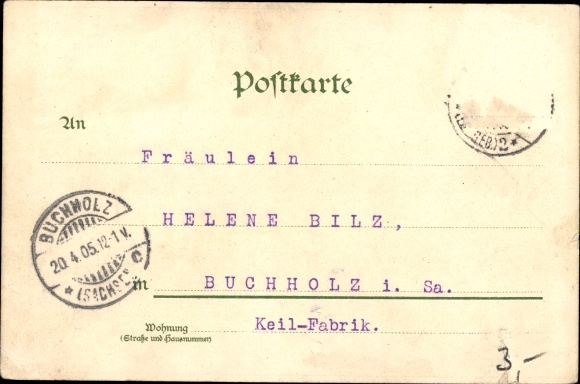 Postkarte
An
Fräulein
HELENE BILZ,
BUCHHOLZ
20.4.05.12-1 V.
* (SACHSEN) C
in BUCHHOLZ i. Sa.
Wohnung Keil-Fabrik.
(Straße und Hausnummer)
3,-